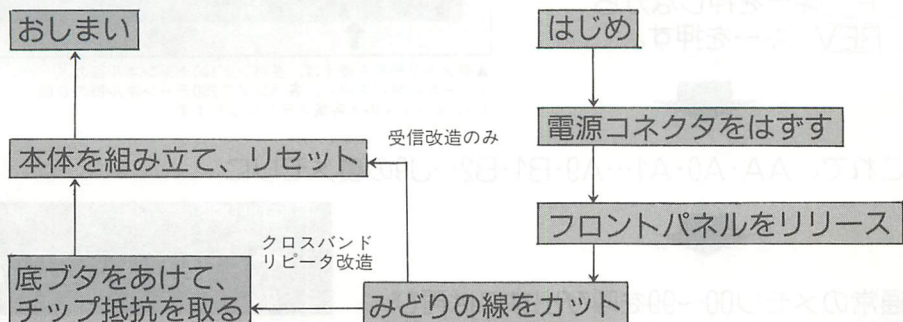 おしまい
はじめ
電源コネクタをはずす
受信改造のみ
本体を組み立て、リセット
フロントパネルをリリース
クロスバンド
リピータ改造
底ブタをあけて、
チップ抵抗を取る
みどりの線をカット